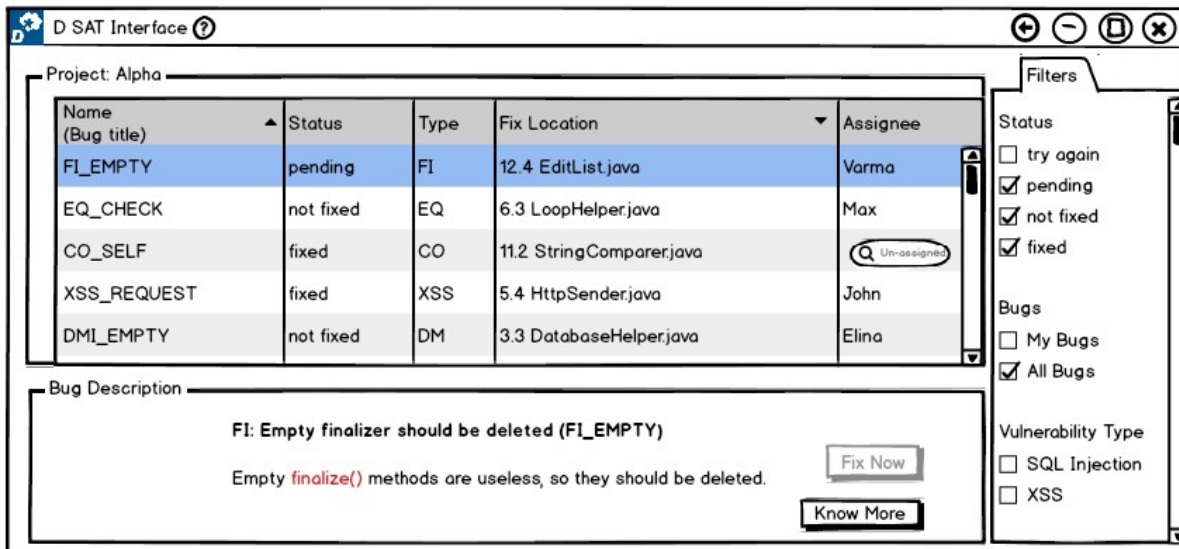 D D SAT Interface ?
Project: Alpha
Filters
Name
(Bug title) Status Type Fix Location Assignee
FI_EMPTY pending FI 12.4 EditList.java Varma
EQ_CHECK not fixed EQ 6.3 LoopHelper.java Max
CO_SELF fixed CO 11.2 StringComparer.java Un-assigned
XSS_REQUEST fixed XSS 5.4 HttpSender.java John
DMI_EMPTY not fixed DM 3.3 DatabaseHelper.java Elina
Bug Description
FI: Empty finalizer should be deleted (FI_EMPTY)
Empty finalize() methods are useless, so they should be deleted.
Fix Now
Know More
Status
try again
pending
not fixed
fixed
Bugs
My Bugs
All Bugs
Vulnerability Type
SQL Injection
XSS